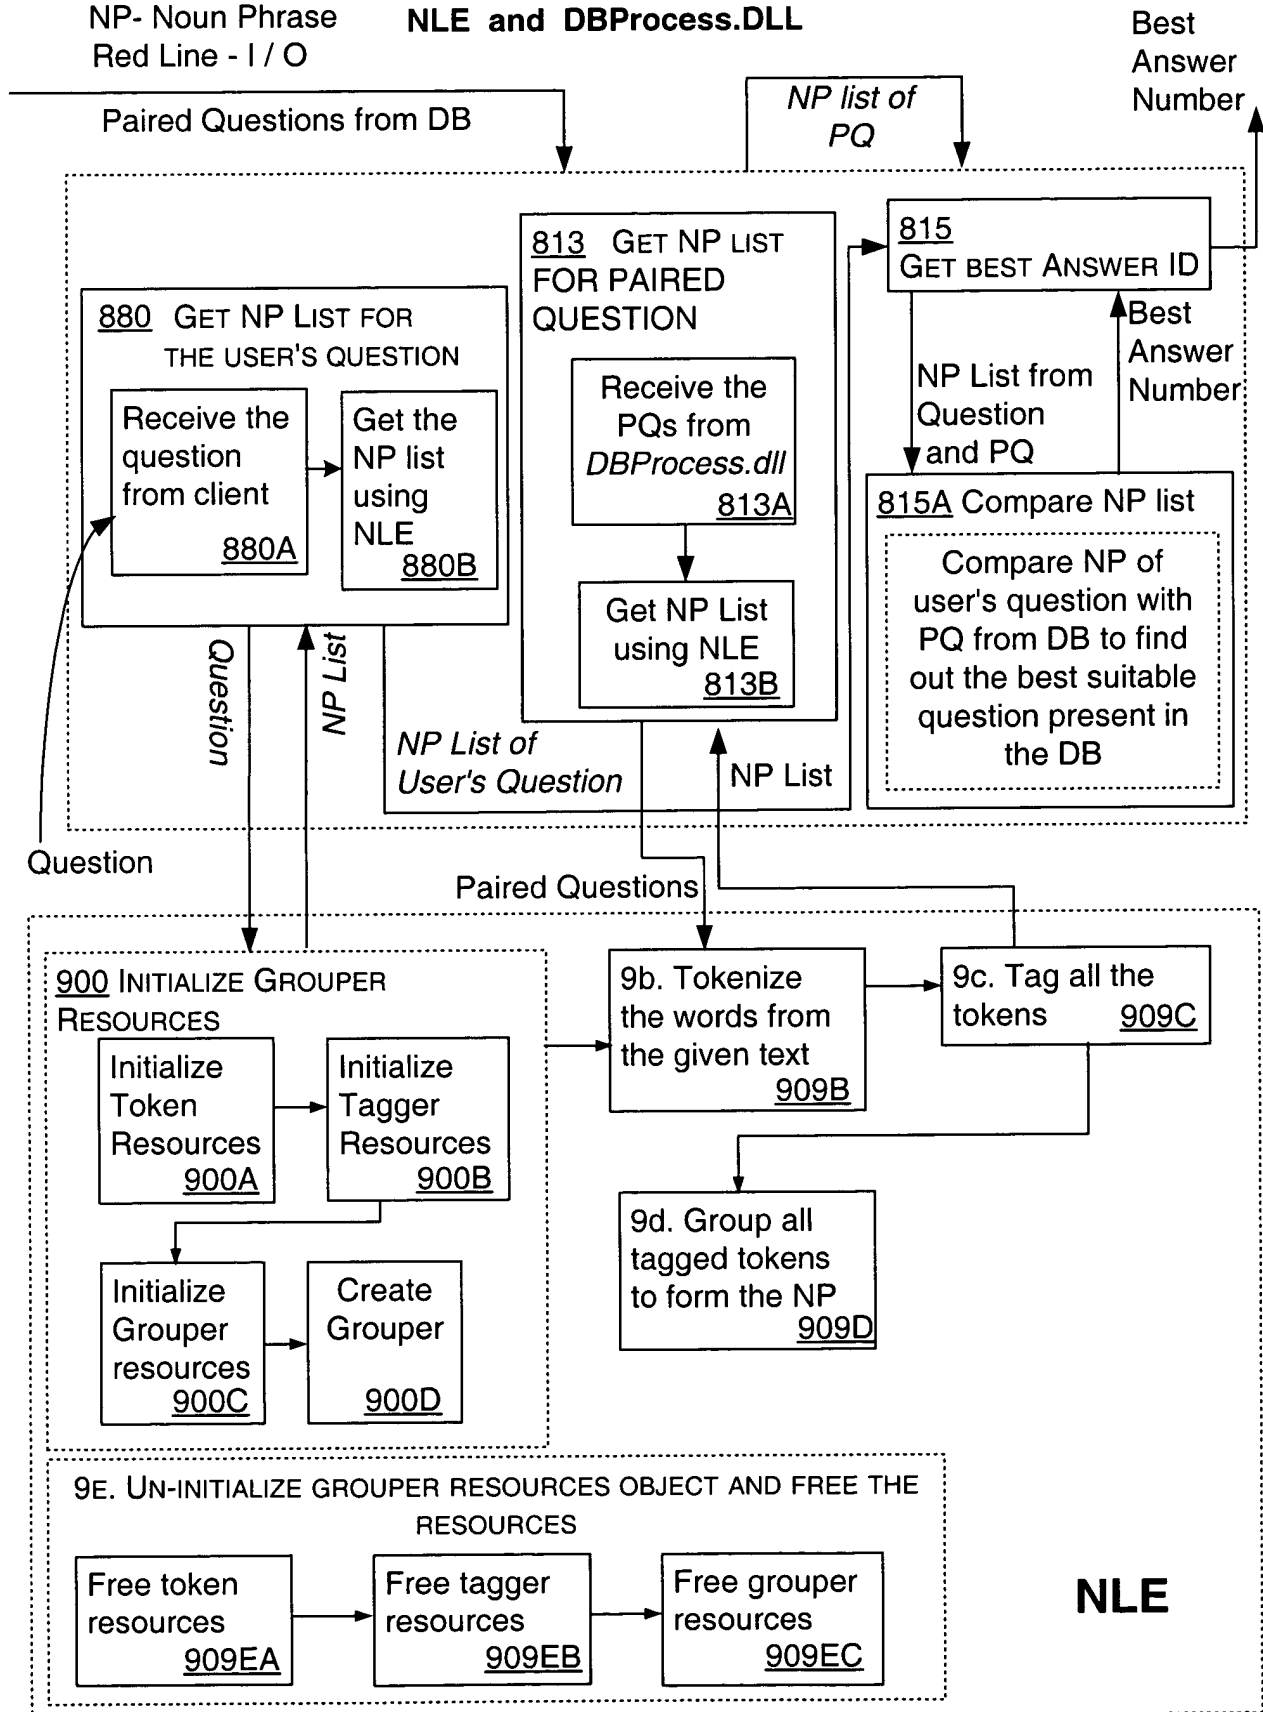 NP- Noun Phrase
Red Line - I / O
NLE and DBProcess.DLL
Best
Answer
Number
Paired Questions from DB
NP list of
PQ
880 GET NP LIST FOR
THE USER'S QUESTION
Receive the
question
from client
880A
Get the
NP list
using
NLE
880B
813 GET NP LIST
FOR PAIRED
QUESTION
Receive the
PQs from
DBProcess.dll
813A
Get NP List
using NLE
813B
815
GET BEST ANSWER ID
NP List from
Question
and PQ
Best
Answer
Number
815A Compare NP list
Compare NP of
user's question with
PQ from DB to find
out the best suitable
question present in
the DB
Question
NP List
NP List of
User's Question
NP List
Question
Paired Questions
900 INITIALIZE GROUPER
RESOURCES
Initialize
Token
Resources
900A
Initialize
Tagger
Resources
900B
Initialize
Grouper
resources
900C
Create
Grouper
900D
9b. Tokenize
the words from
the given text
909B
9c. Tag all the
tokens 909C
9d. Group all
tagged tokens
to form the NP
909D
9E. UN-INITIALIZE GROUPER RESOURCES OBJECT AND FREE THE
RESOURCES
Free token
resources
909EA
Free tagger
resources
909EB
Free grouper
resources
909EC
NLE